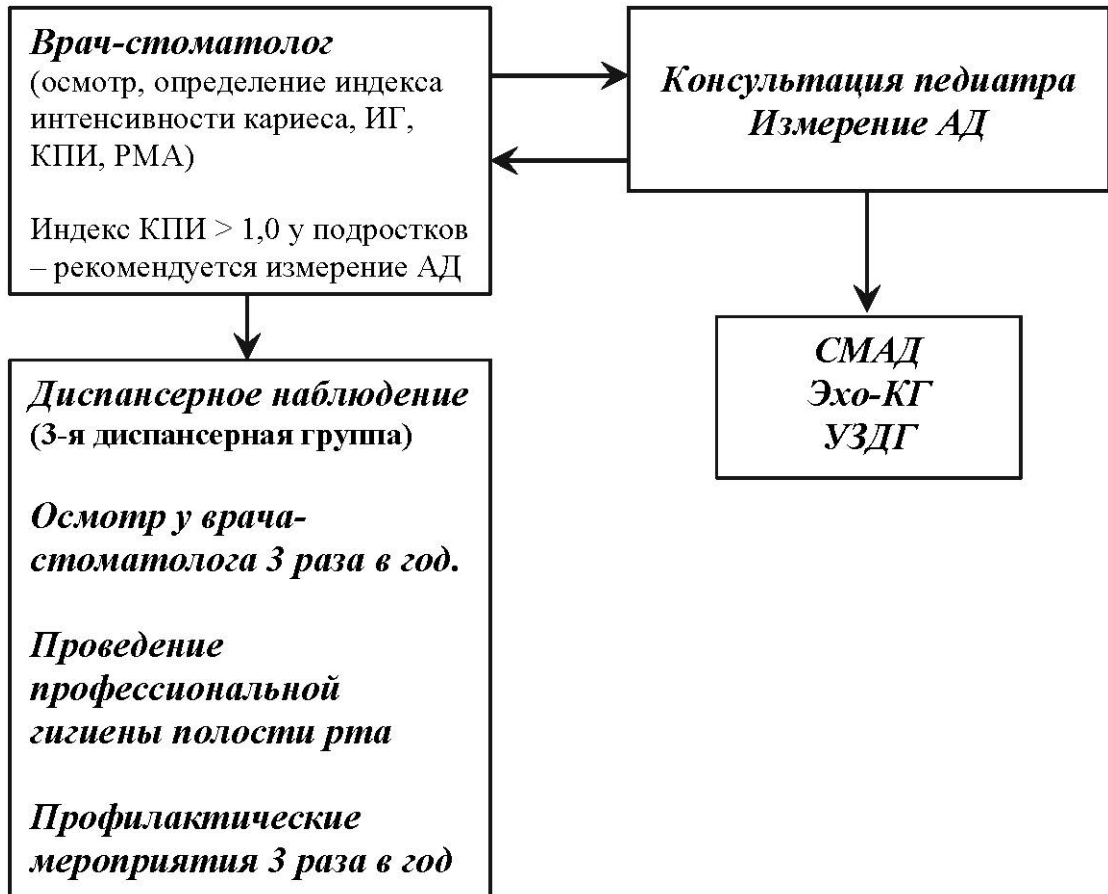 Врач-стоматолог
(осмотр, определение индекса
интенсивности кариеса, ИГ,
КПИ, РМА)
Индекс КПИ > 1,0 у подростков
– рекомендуется измерение АД
Консультация педиатра
Измерение АД
СМАД
Эхо-КГ
УЗДГ
Диспансерное наблюдение
(3-я диспансерная группа)
Осмотр у врача-
стоматолога 3 раза в год.
Проведение
профессиональной
гигиены полости рта
Профилактические
мероприятия 3 раза в год